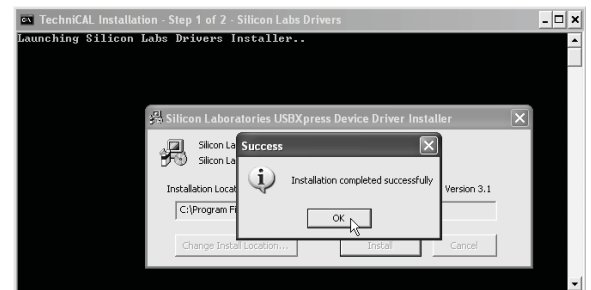 TechniCAL Installation - Step 1 of 2 - Silicon Labs Drivers
Launching Silicon Labs Drivers Installer..
Silicon Laboratories USBXpress Device Driver Installer
Silicon La
Silicon La
Success
Installation completed successfully
Installation Locat
Version 3.1
C:\Program Fi
OK
Change Install Location...
Install
Cancel